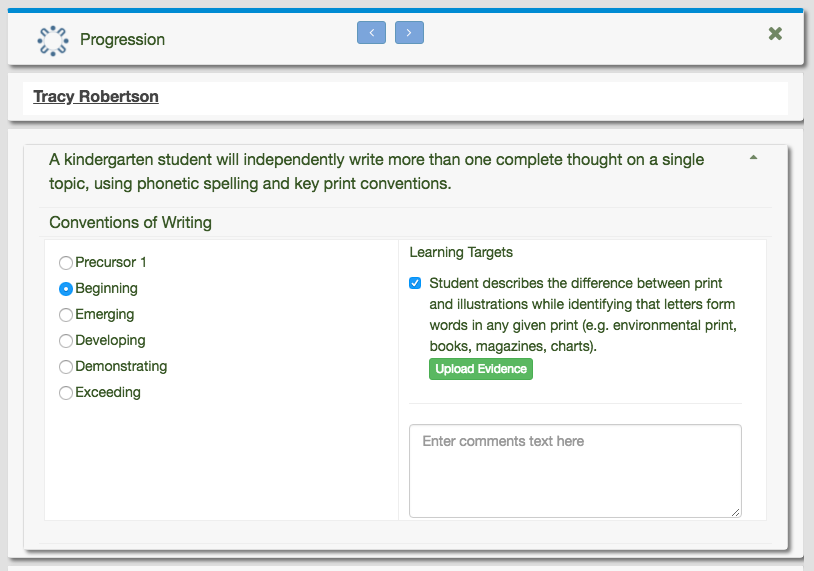 Progression
Tracy Robertson
A kindergarten student will independently write more than one complete thought on a single
topic, using phonetic spelling and key print conventions.
Conventions of Writing
Precursor 1
Beginning
Emerging
Developing
Demonstrating
Exceeding
Learning Targets
Student describes the difference between print
and illustrations while identifying that letters form
words in any given print (e.g. environmental print,
books, magazines, charts).
Upload Evidence
Enter comments text here